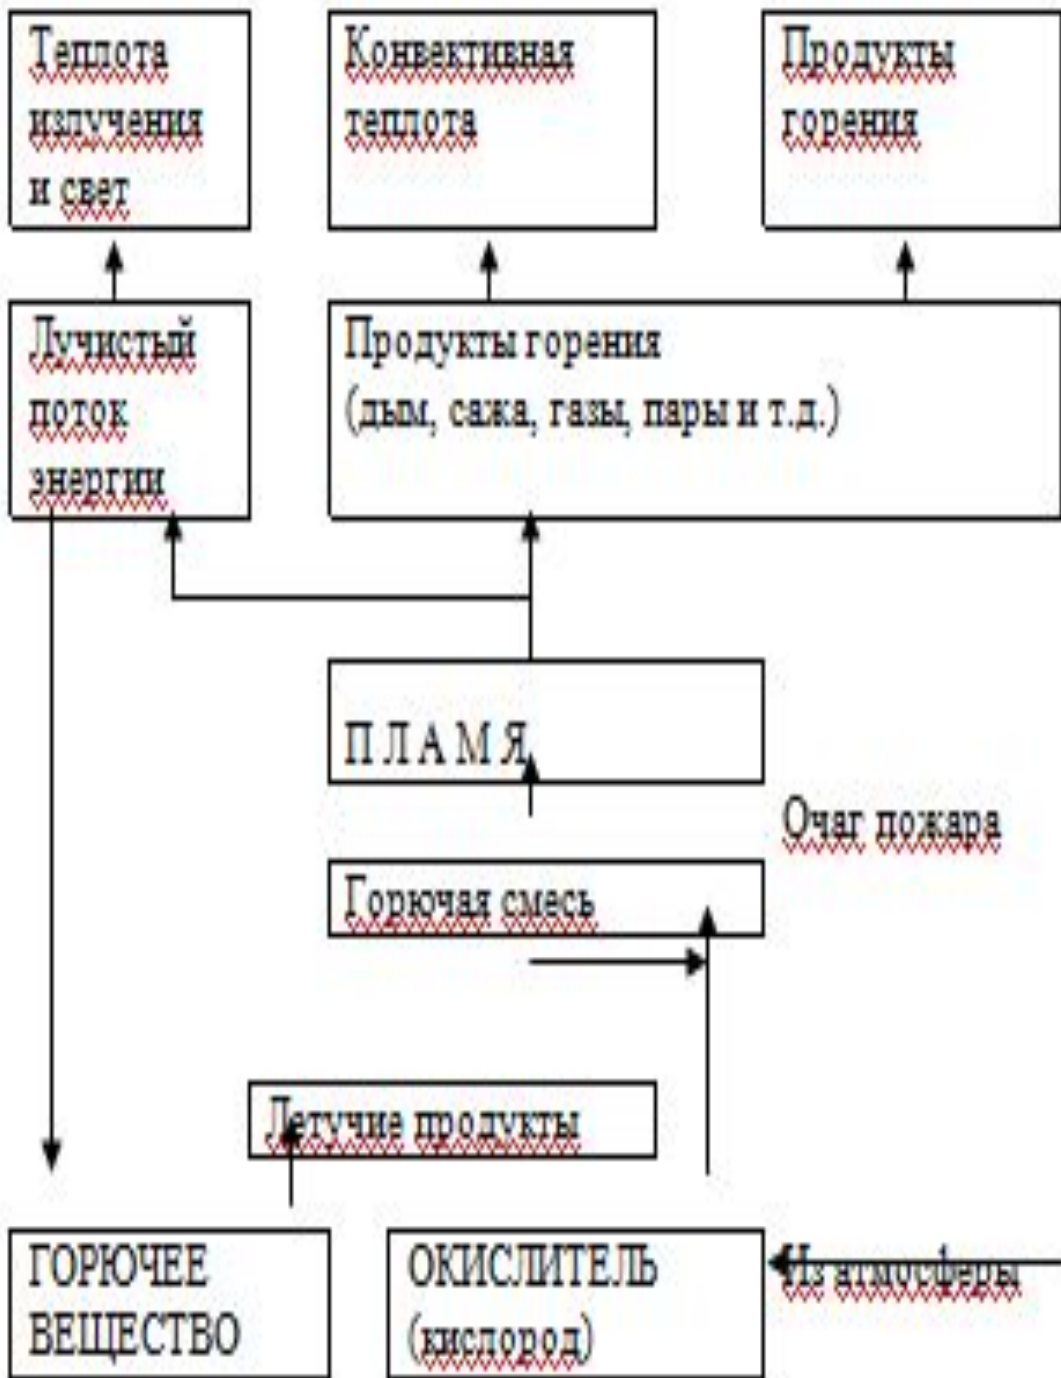 Теплота
излучения
и свет
Конвективная
теплота
Продукты
горения
Лучистый
поток
энергии
Продукты горения
(дым, сажа, газы, пары и т.д.)
П Л А М Я
Очаг пожара
Горючая смесь
Летучие продукты
ГОРЮЧЕЕ
ВЕЩЕСТВО
ОКИСЛИТЕЛЬ
(кислород)
Из атмосферы